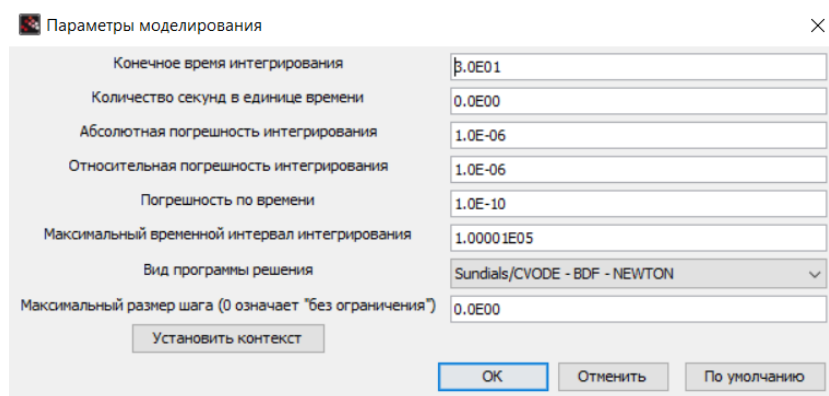 Параметры моделирования
Конечное время интегрирования 3.0E01
Количество секунд в единице времени 0.0E00
Абсолютная погрешность интегрирования 1.0E-06
Относительная погрешность интегрирования 1.0E-06
Погрешность по времени 1.0E-10
Максимальный временной интервал интегрирования 1.00001E05
Вид программы решения Sundials/CVODE - BDF - NEWTON
Максимальный размер шага (0 означает "без ограничения") 0.0E00
Установить контекст
OK Отменить По умолчанию